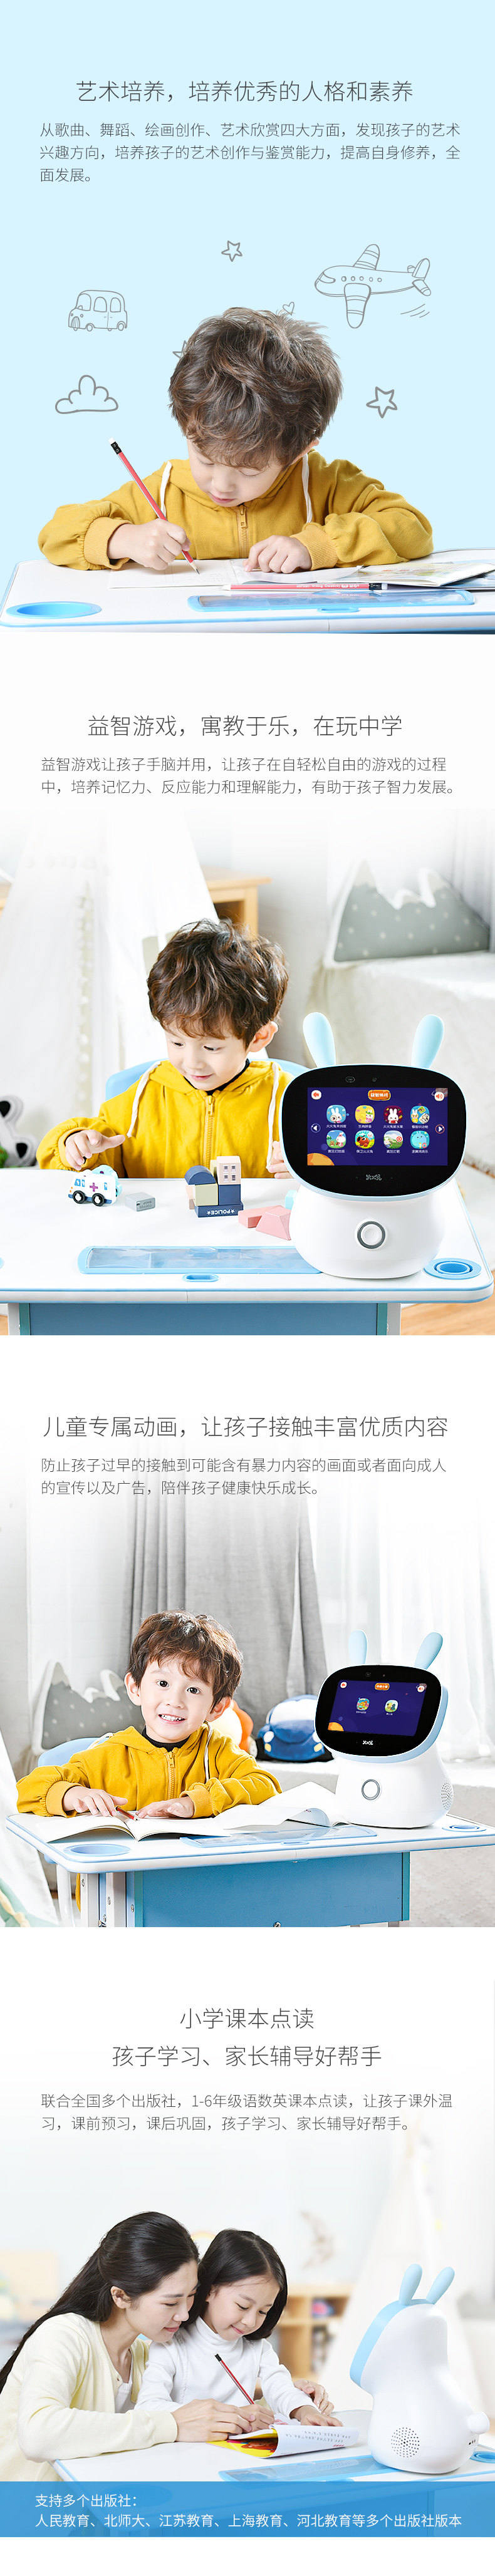 艺术培养，培养优秀的人格和素养
从歌曲、舞蹈、绘画创作、艺术欣赏四大方面，发现孩子的艺术
兴趣方向，培养孩子的艺术创作与鉴赏能力，提高自身修养，全
面发展。
益智游戏，寓教于乐，在玩中学
益智游戏让孩子手脑并用，让孩子在自轻松自由的游戏的过程
中，培养记忆力、反应能力和理解能力，有助于孩子智力发展。
益智游戏
POLICE
儿童专属动画，让孩子接触丰富优质内容
防止孩子过早的接触到可能含有暴力内容的画面或者面向成人
的宣传以及广告，陪伴孩子健康快乐成长。
小学课本点读
孩子学习、家长辅导好帮手
联合全国多个出版社，1-6年级语数英课本点读，让孩子课外温
习，课前预习，课后巩固，孩子学习、家长辅导好帮手。
支持多个出版社：
人民教育、北师大、江苏教育、上海教育、河北教育等多个出版社版本